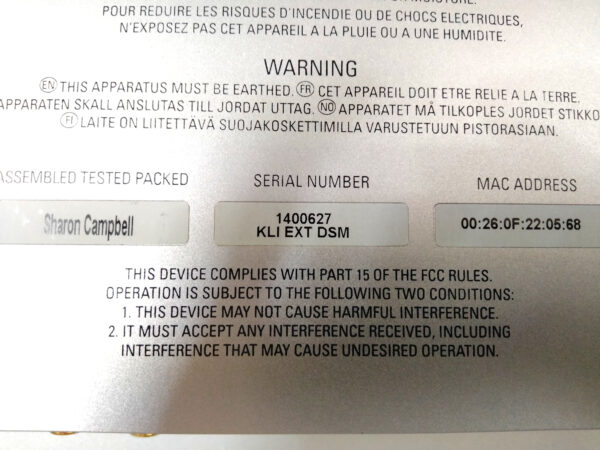 POUR REDUIRE LES RISQUES D'INCENDIE OU DE CHOCS ELECTRIQUES,
N'EXPOSEZ PAS CET APPAREIL A LA PLUIE OU A UNE HUMIDITE.
WARNING
EN THIS APPARATUS MUST BE EARTHED. FR CET APPAREIL DOIT ETRE RELIE A LA TERRE.
APPARATEN SKALL ANSLUTAS TILL JORDAT UTTAG. NO APPARATET MÅ TILKOPLES JORDET STIKKO
FI LAITE ON LIITETTÄVÄ SUOJAKOSKETTIMILLA VARUSTETUUN PISTORASIAAN.
ASSEMBLED TESTED PACKED
SERIAL NUMBER
MAC ADDRESS
Sharon Campbell
1400627
KLI EXT DSM
00:26:0F:22:05:68
THIS DEVICE COMPLIES WITH PART 15 OF THE FCC RULES.
OPERATION IS SUBJECT TO THE FOLLOWING TWO CONDITIONS:
1. THIS DEVICE MAY NOT CAUSE HARMFUL INTERFERENCE.
2. IT MUST ACCEPT ANY INTERFERENCE RECEIVED, INCLUDING
INTERFERENCE THAT MAY CAUSE UNDESIRED OPERATION.